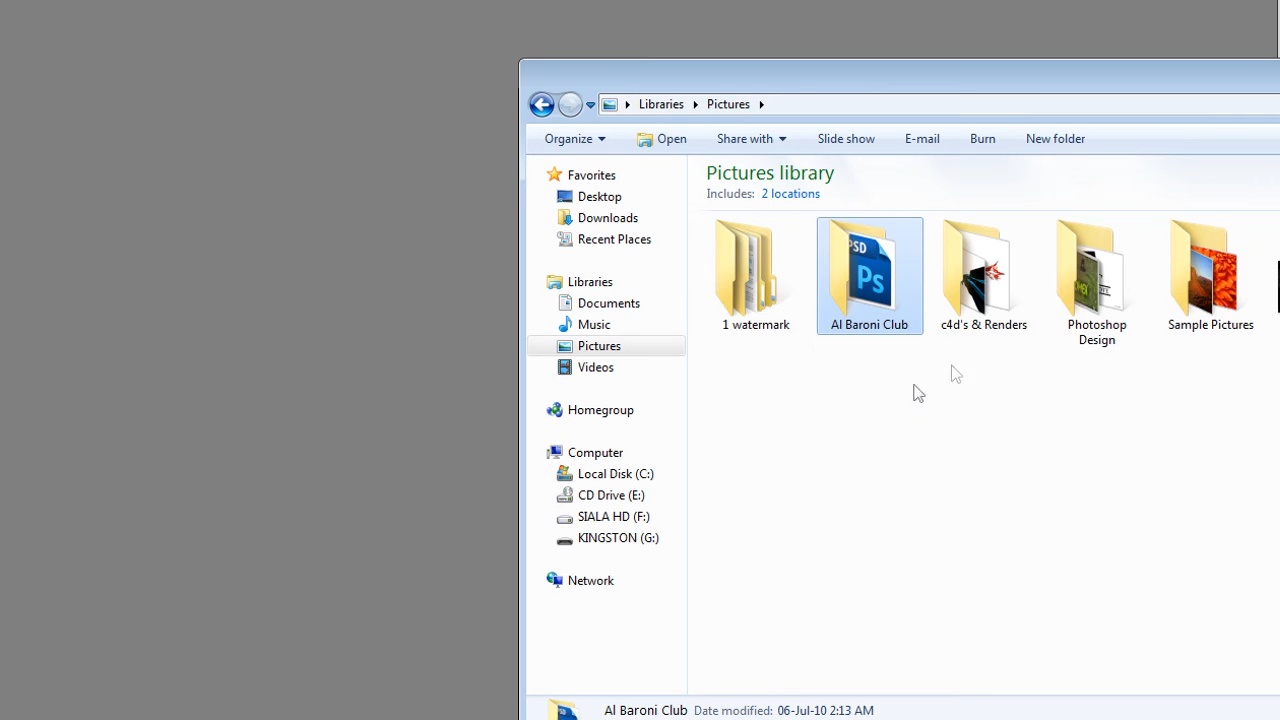 Libraries Pictures
Organize Open Share with Slide show E-mail Burn New folder
Favorites
Desktop
Downloads
Recent Places
Libraries
Documents
Music
Pictures
Videos
Homegroup
Computer
Local Disk (C:)
CD Drive (E:)
SIALA HD (F:)
KINGSTON (G:)
Network
Pictures library
Includes: 2 locations
PSD
Ps
1 watermark
Al Baroni Club
c4d's & Renders
Photoshop
Design
Sample Pictures
Al Baroni Club Date modified: 06-Jul-10 2:13 AM